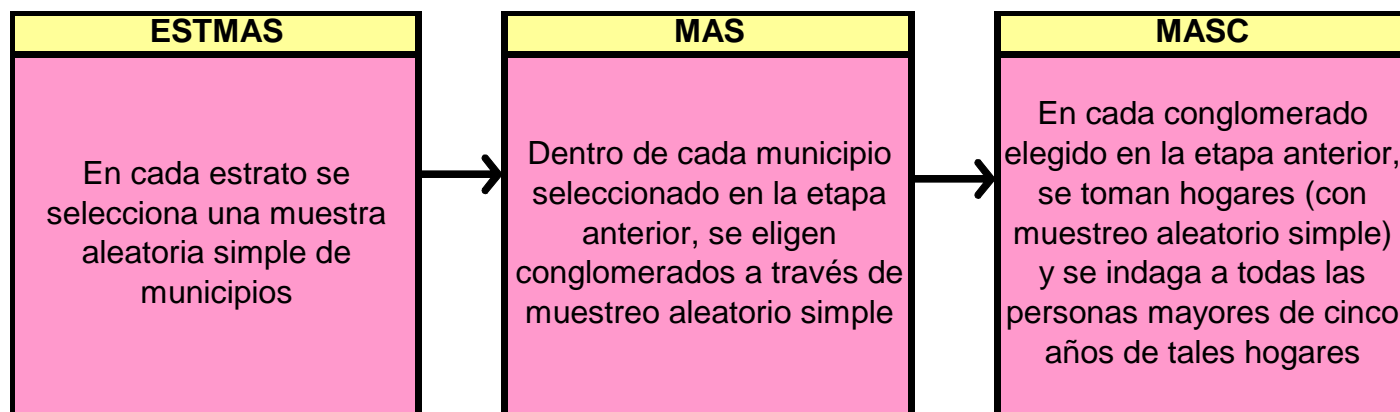 ESTMAS
En cada estrato se
selecciona una muestra
aleatoria simple de
municipios
MAS
Dentro de cada municipio
seleccionado en la etapa
anterior, se eligen
conglomerados a través de
muestreo aleatorio simple
MASC
En cada conglomerado
elegido en la etapa anterior,
se toman hogares (con
muestreo aleatorio simple)
y se indaga a todas las
personas mayores de cinco
años de tales hogares